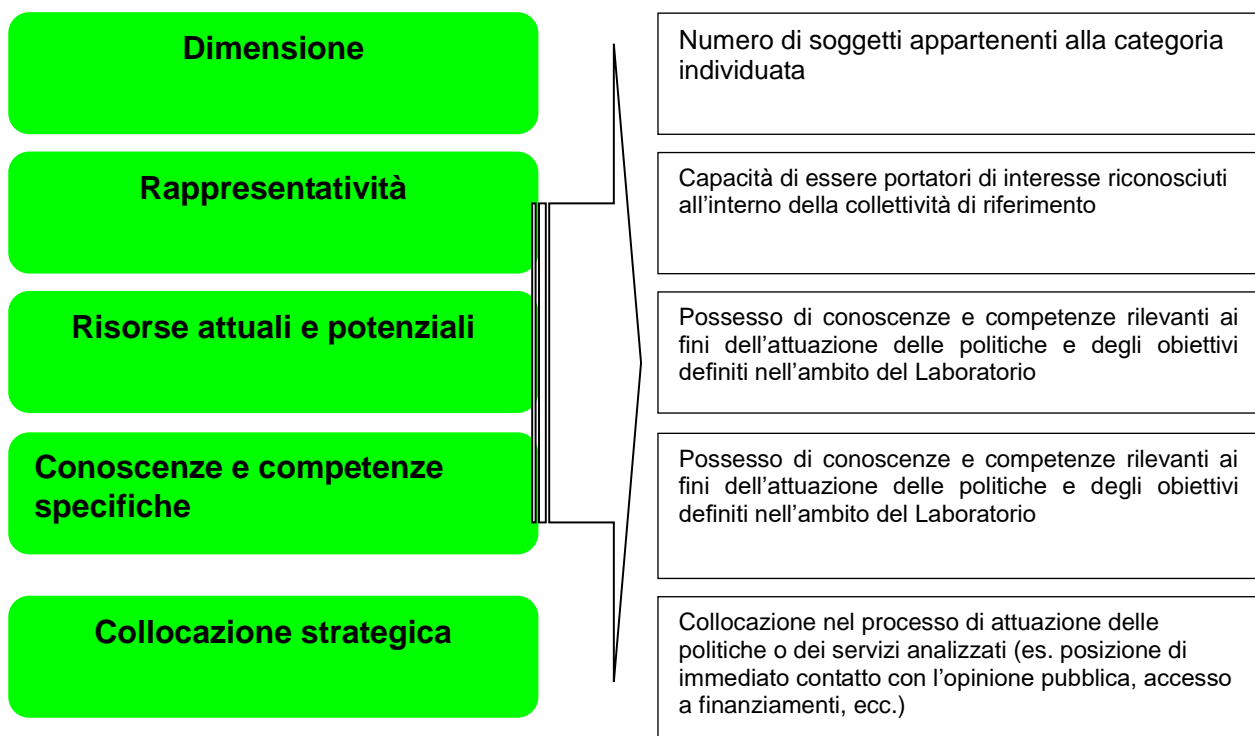 Dimensione
Numero di soggetti appartenenti alla categoria
individuata
Rappresentatività
Capacità di essere portatori di interesse riconosciuti
all'interno della collettività di riferimento
Risorse attuali e potenziali
Possesso di conoscenze e competenze rilevanti ai
fini dell'attuazione delle politiche e degli obiettivi
definiti nell'ambito del Laboratorio
Conoscenze e competenze
specifiche
Possesso di conoscenze e competenze rilevanti ai
fini dell'attuazione delle politiche e degli obiettivi
definiti nell'ambito del Laboratorio
Collocazione strategica
Collocazione nel processo di attuazione delle
politiche o dei servizi analizzati (es. posizione di
immediato contatto con l'opinione pubblica, accesso
a finanziamenti, ecc.)